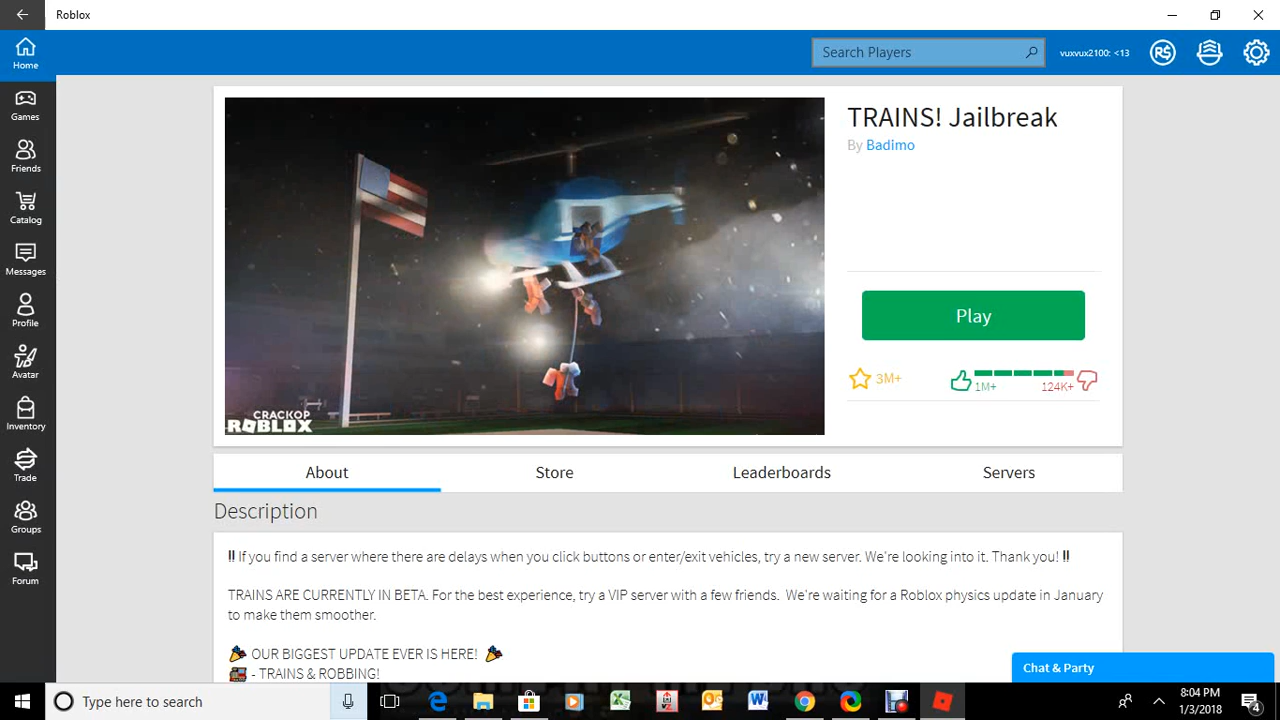 Roblox
Search Players
vuxvux2100: <13
R$
Home
Games
Friends
Catalog
Messages
Profile
Avatar
Inventory
Trade
Groups
Forum
CRACKOP
ROBLOX
TRAINS! Jailbreak
By Badimo
Play
3M+
1M+
124K+
About
Store
Leaderboards
Servers
Description
‼ If you find a server where there are delays when you click buttons or enter/exit vehicles, try a new server. We're looking into it. Thank you! ‼
TRAINS ARE CURRENTLY IN BETA. For the best experience, try a VIP server with a few friends. We're waiting for a Roblox physics update in January
to make them smoother.
🎉 OUR BIGGEST UPDATE EVER IS HERE! 🎉
🚂 - TRAINS & ROBBING!
Chat & Party
Type here to search
8:04 PM
1/3/2018
4